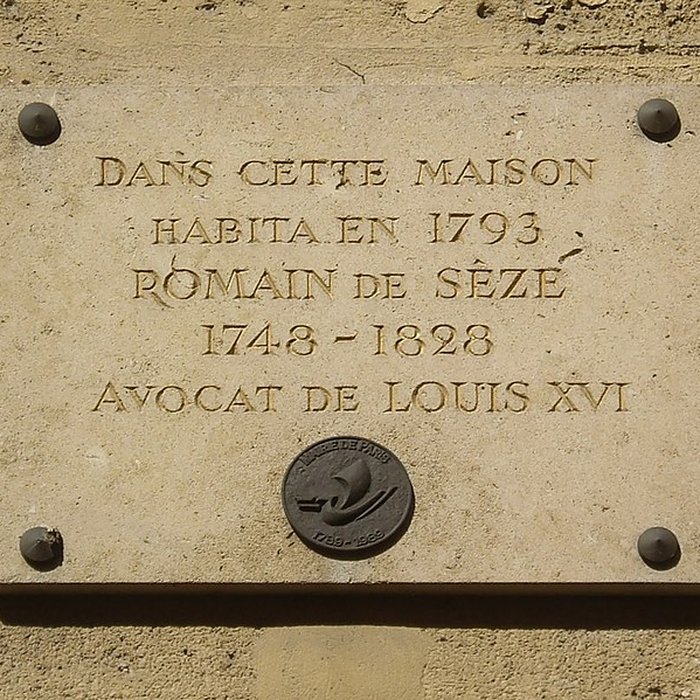 DANS CETTE MAISON
HABITA EN 1793
ROMAIN DE SÈZE
1748 - 1828
AVOCAT DE LOUIS XVI
MAIRIE DE PARIS
1789 - 1989